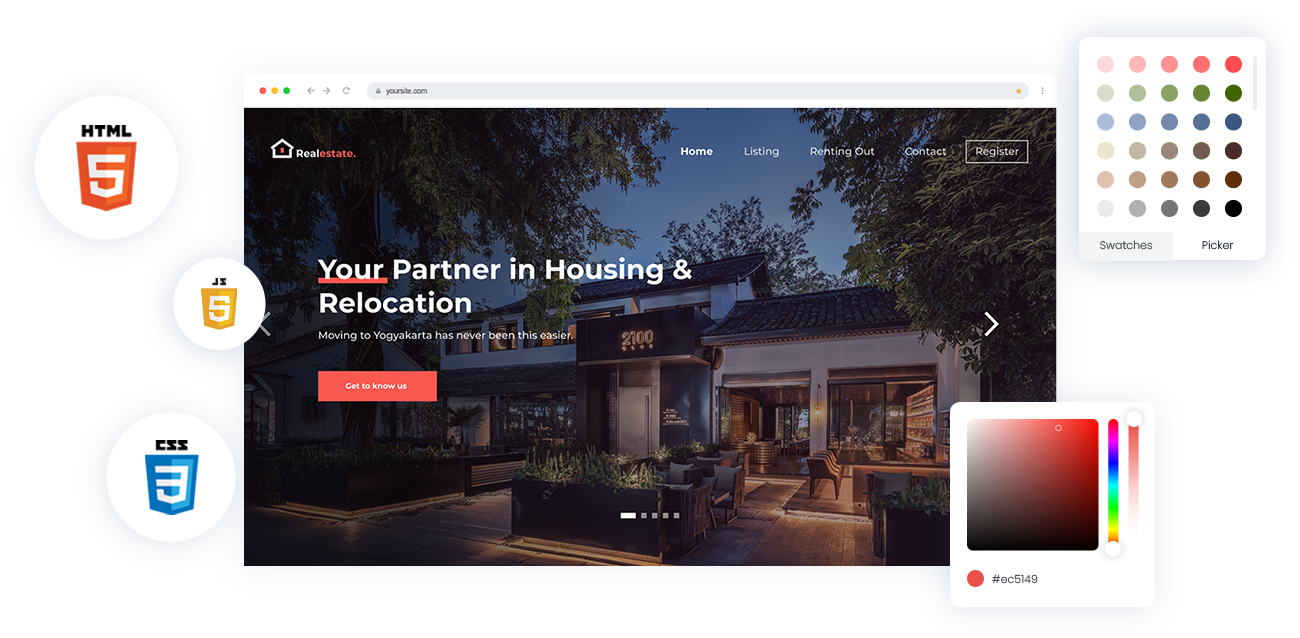 HTML
5
JS
5
CSS
3
yoursite.com
Realestate.
Home
Listing
Renting Out
Contact
Register
Your Partner in Housing &
Relocation
Moving to Yogyakarta has never been this easier.
Get to know us
2100
Swatches
Picker
#ec5149